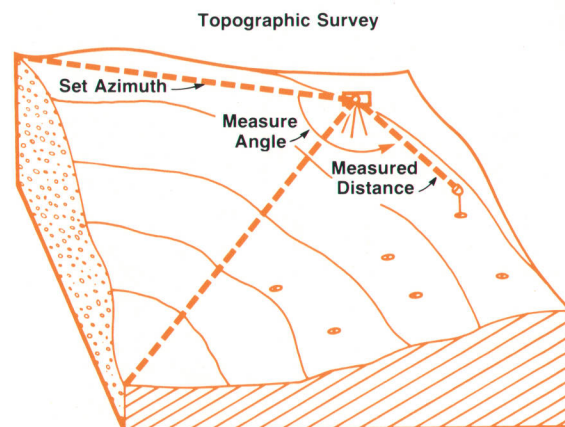 Topographic Survey
Set Azimuth
Measure
Angle
Measured
Distance